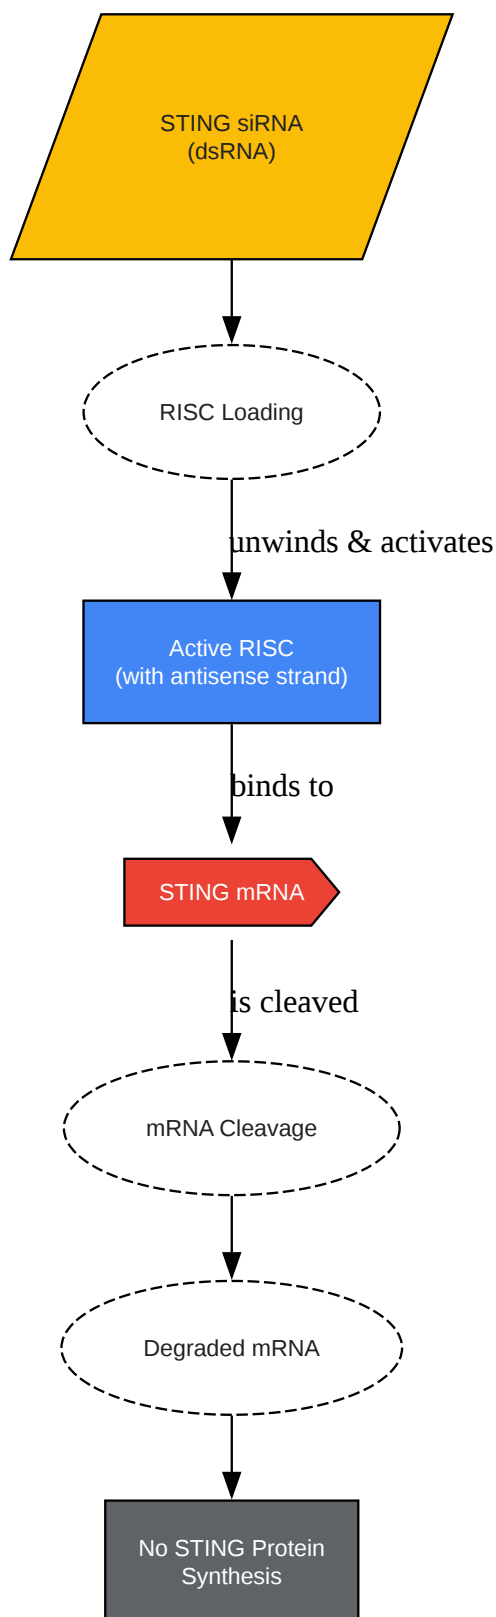 STING siRNA
(dsRNA)
RISC Loading
unwinds & activates
Active RISC
(with antisense strand)
binds to
STING mRNA
is cleaved
mRNA Cleavage
Degraded mRNA
No STING Protein
Synthesis